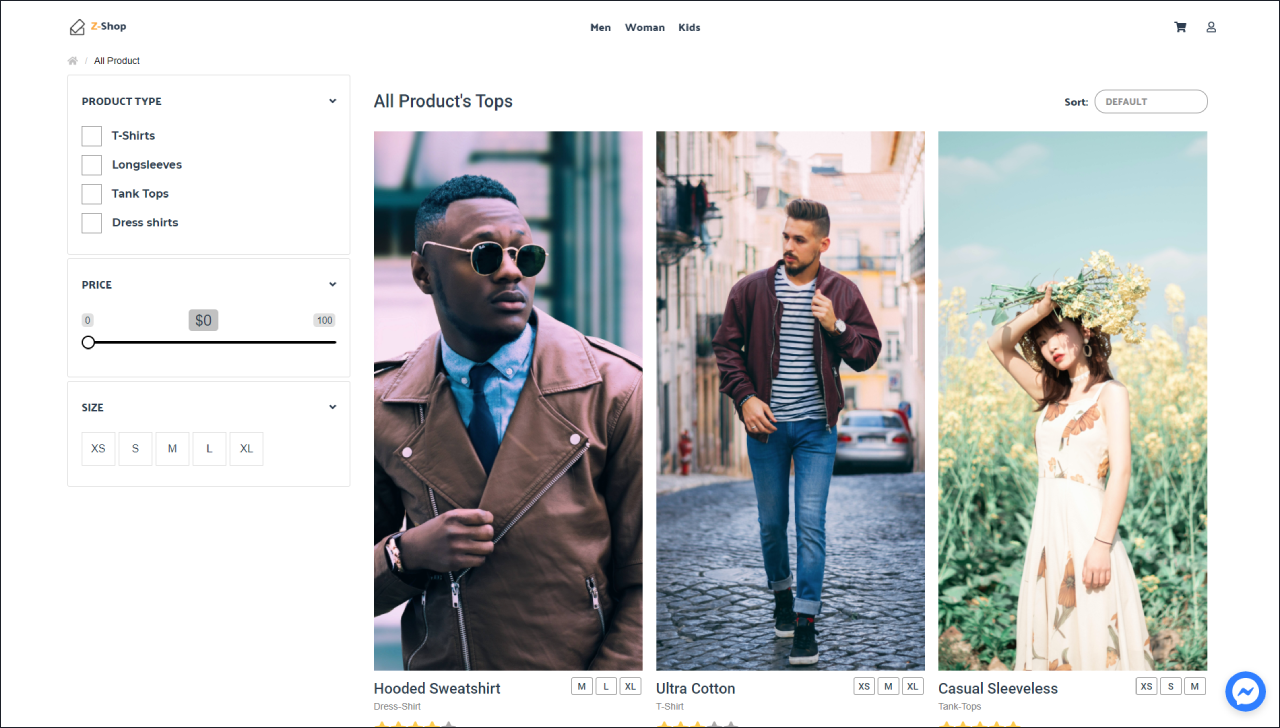 Z-Shop
Men Woman Kids
/ All Product
PRODUCT TYPE
T-Shirts
Longsleeves
Tank Tops
Dress shirts
PRICE
0 $0 100
SIZE
XS S M L XL
All Product's Tops
Sort: DEFAULT
Hooded Sweatshirt M L XL
Dress-Shirt
Ultra Cotton XS M XL
T-Shirt
Casual Sleeveless XS S M
Tank-Tops